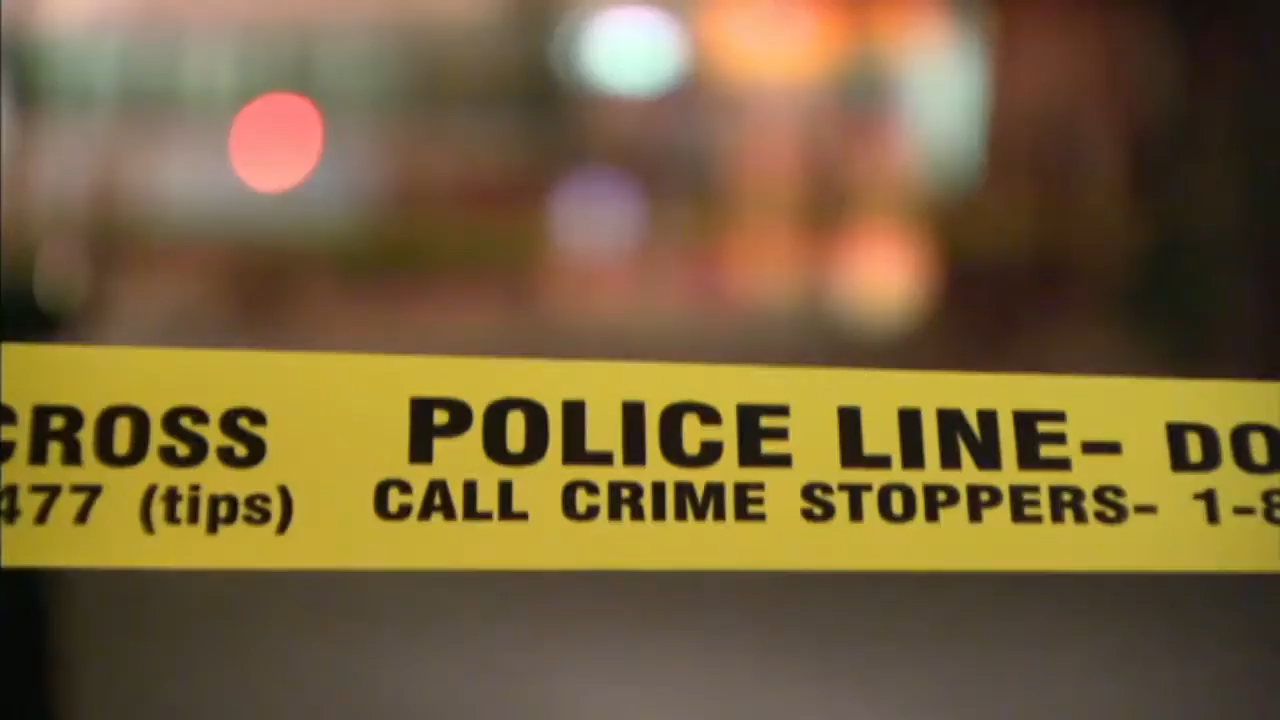 CROSS POLICE LINE- DO
477 (tips) CALL CRIME STOPPERS- 1-8